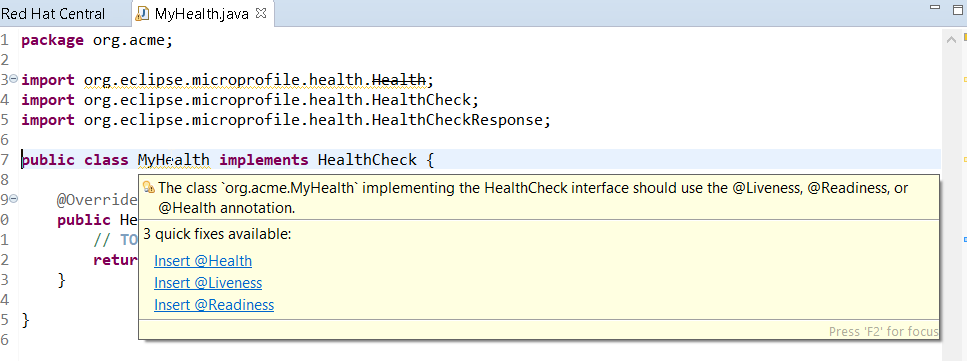 Red Hat Central MyHealth.java
1 package org.acme;
2
3 import org.eclipse.microprofile.health.Health;
4 import org.eclipse.microprofile.health.HealthCheck;
5 import org.eclipse.microprofile.health.HealthCheckResponse;
6
7 public class MyHealth implements HealthCheck {
8
9 @Override
0 public He
1 // TO
2 retur
3 }
4
5 }
6
The class `org.acme.MyHealth` implementing the HealthCheck interface should use the @Liveness, @Readiness, or
@Health annotation.
3 quick fixes available:
Insert @Health
Insert @Liveness
Insert @Readiness
Press 'F2' for focus